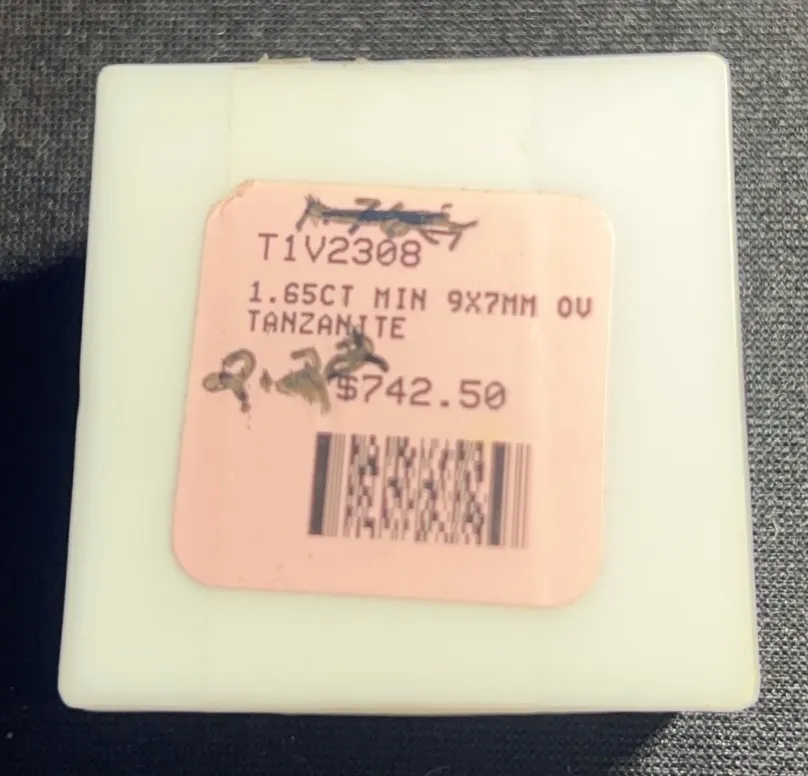 T1V2308
1.65CT MIN 9X7MM OV
TANZANITE
$742.50